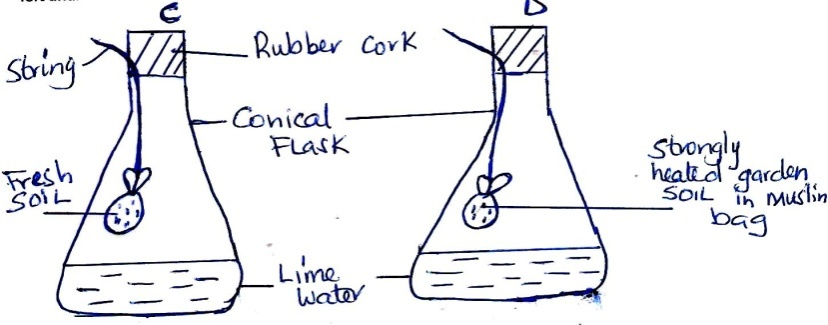 C
D
String
Rubber Cork
Conical
Flask
Fresh
SOIL
Strongly
heated garden
SOIL in Muslin
bag
Lime
Water